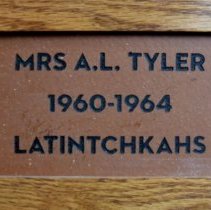 MRS A.L. TYLER
1960-1964
LATINTCHKAHS